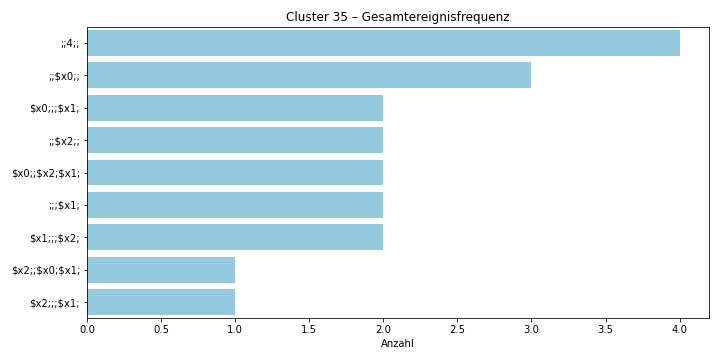 Cluster 35 – Gesamtereignisfrequenz
;;4;;
;;$x0;;
$x0;;;$x1;
;;$x2;;
$x0;;$x2;$x1;
;;;$x1;
$x1;;;$x2;
$x2;;$x0;$x1;
$x2;;;$x1;
0.0 0.5 1.0 1.5 2.0 2.5 3.0 3.5 4.0
Anzahl